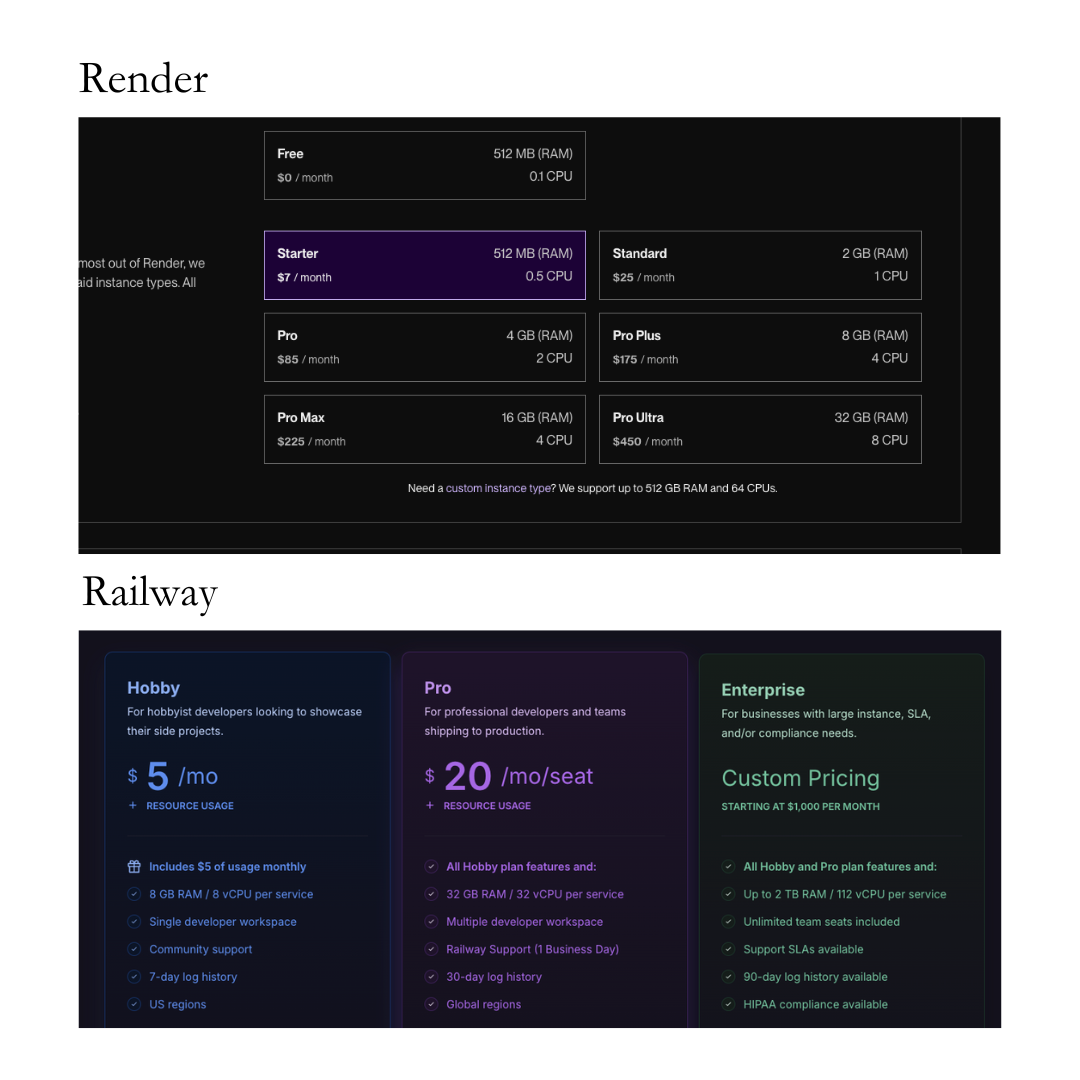 Render
Free 512 MB (RAM)
$0 / month 0.1 CPU
most out of Render, we
aid instance types. All
Starter 512 MB (RAM)
$7 / month 0.5 CPU
Standard 2 GB (RAM)
$25 / month 1 CPU
Pro 4 GB (RAM)
$85 / month 2 CPU
Pro Plus 8 GB (RAM)
$175 / month 4 CPU
Pro Max 16 GB (RAM)
$225 / month 4 CPU
Pro Ultra 32 GB (RAM)
$450 / month 8 CPU
Need a custom instance type? We support up to 512 GB RAM and 64 CPUs.
Railway
Hobby
For hobbyist developers looking to showcase
their side projects.
$ 5 /mo
+ RESOURCE USAGE
Includes $5 of usage monthly
8 GB RAM / 8 vCPU per service
Single developer workspace
Community support
7-day log history
US regions
Pro
For professional developers and teams
shipping to production.
$ 20 /mo/seat
+ RESOURCE USAGE
All Hobby plan features and:
32 GB RAM / 32 vCPU per service
Multiple developer workspace
Railway Support (1 Business Day)
30-day log history
Global regions
Enterprise
For businesses with large instance, SLA,
and/or compliance needs.
Custom Pricing
STARTING AT $1,000 PER MONTH
All Hobby and Pro plan features and:
Up to 2 TB RAM / 112 vCPU per service
Unlimited team seats included
Support SLAs available
90-day log history available
HIPAA compliance available